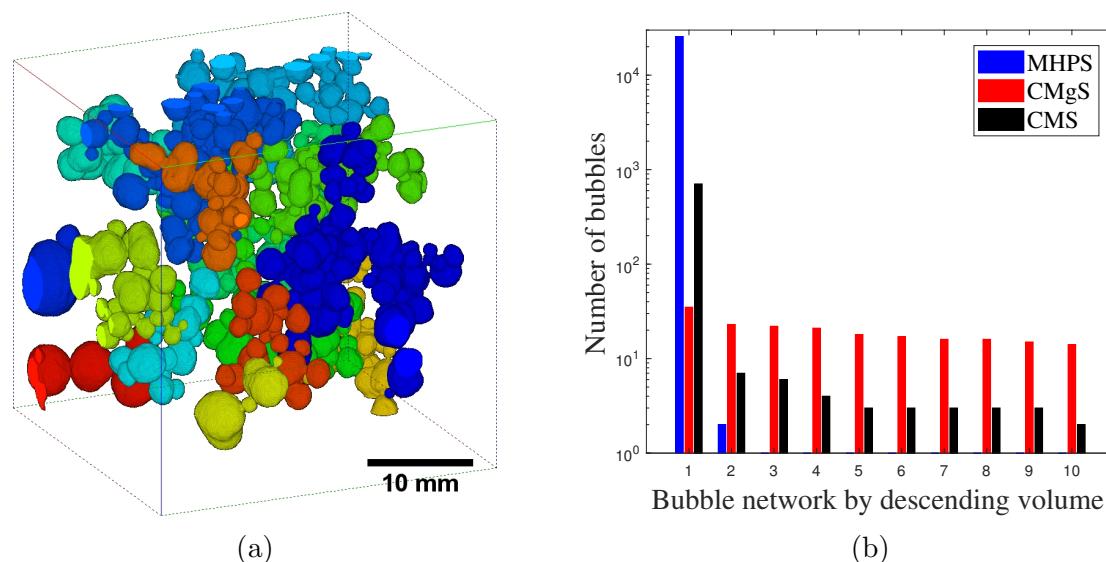 10 mm
(a)
10^4
10^3
10^2
10^1
10^0
Number of bubbles
MHPS
CMgS
CMS
1 2 3 4 5 6 7 8 9 10
Bubble network by descending volume
(b)